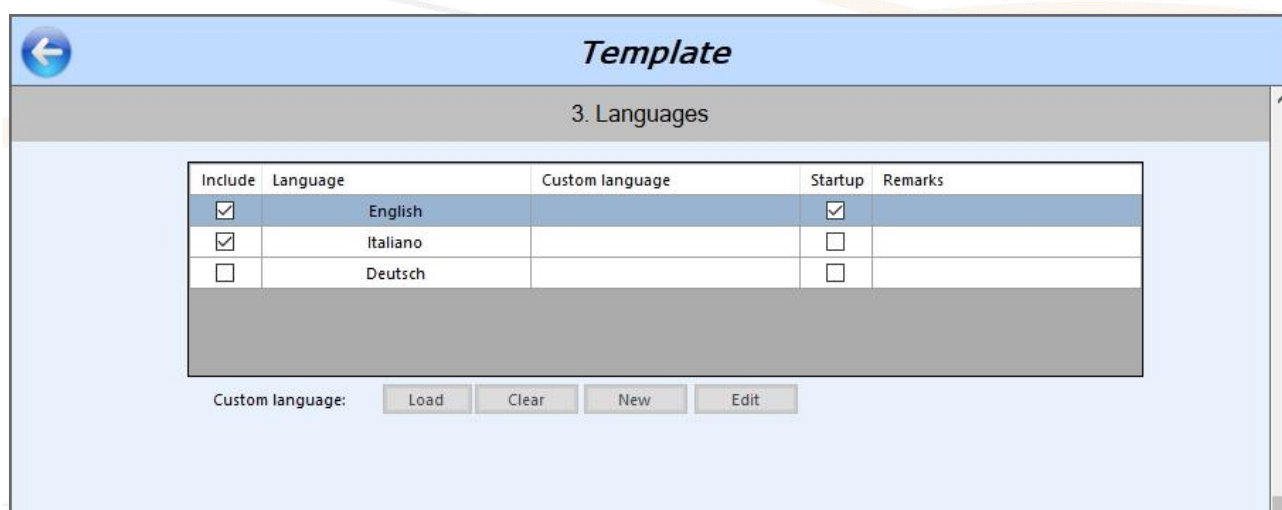 Template
3. Languages
Include Language Custom language Startup Remarks
English
Italiano
Deutsch
Custom language: Load Clear New Edit